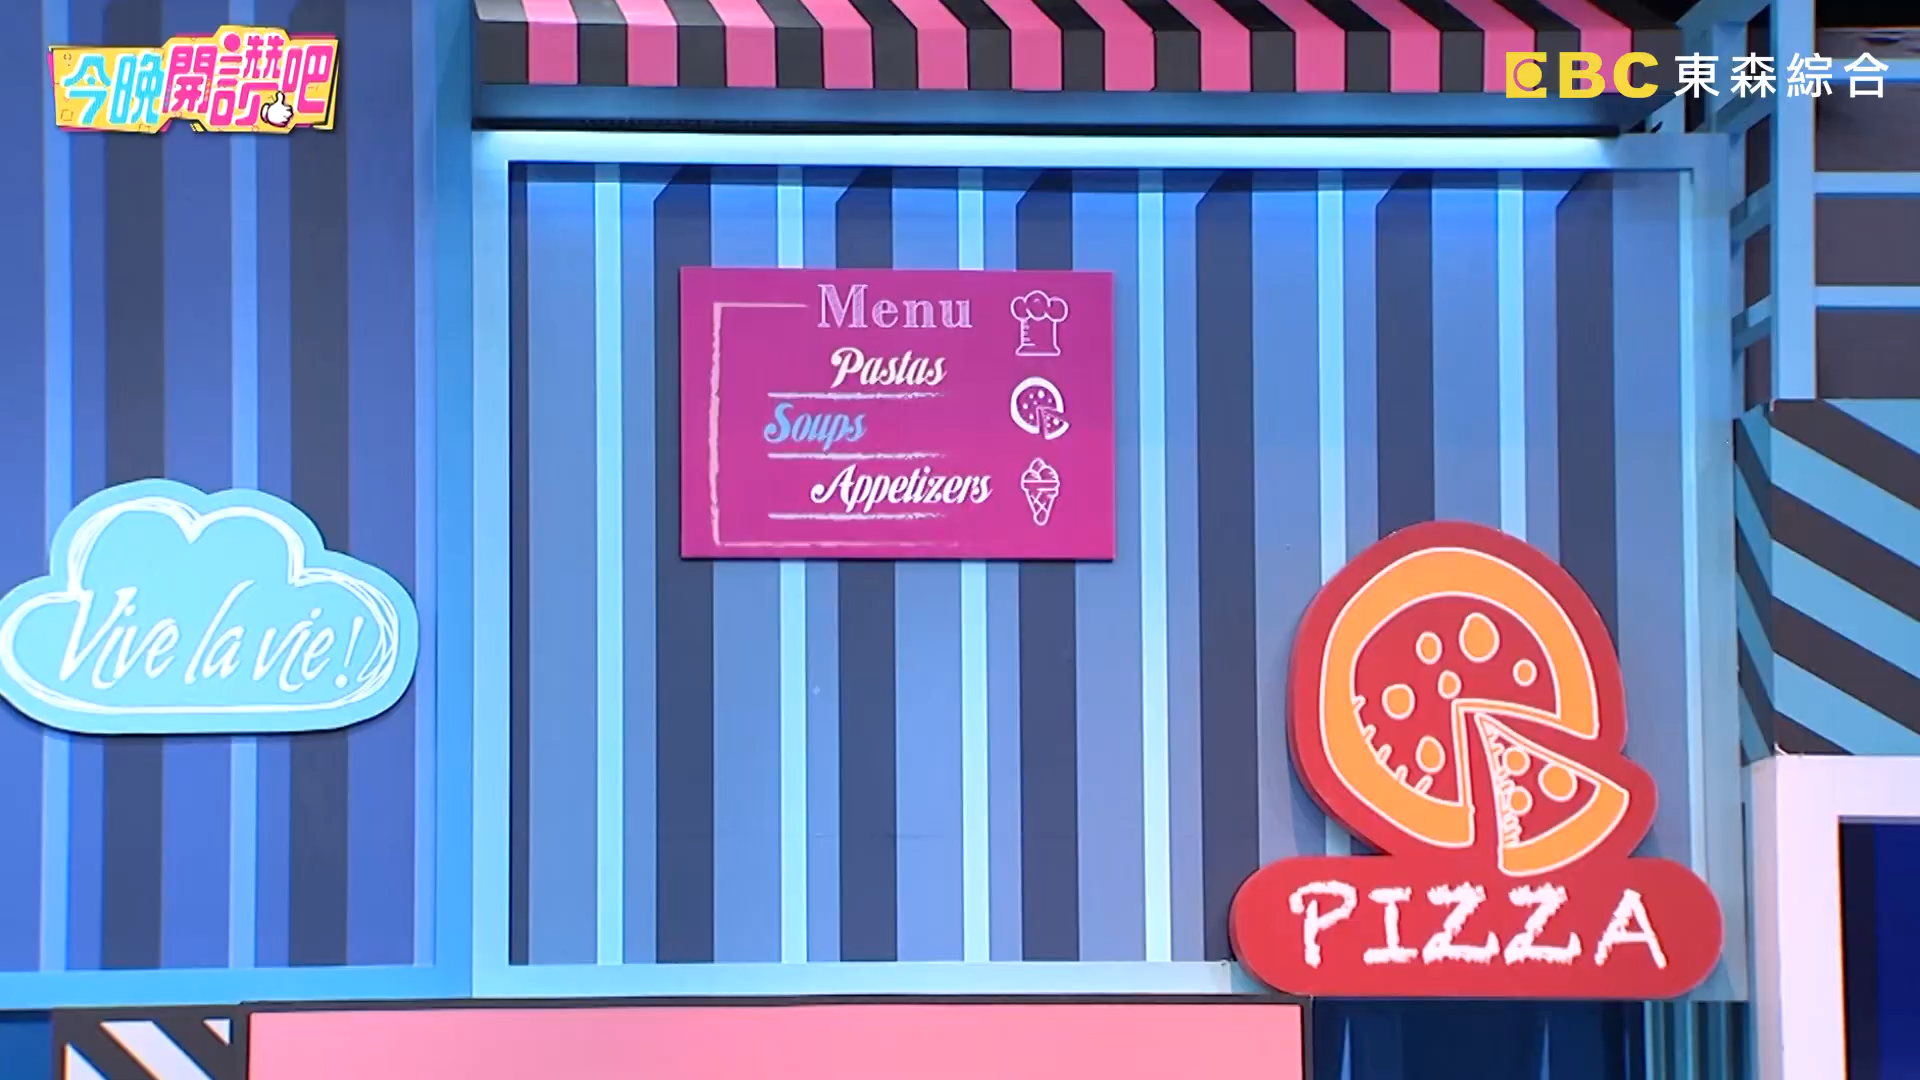 今晚開讚吧
EBC 東森綜合
Menu
Pastas
Soups
Appetizers
Vive la vie!
PIZZA